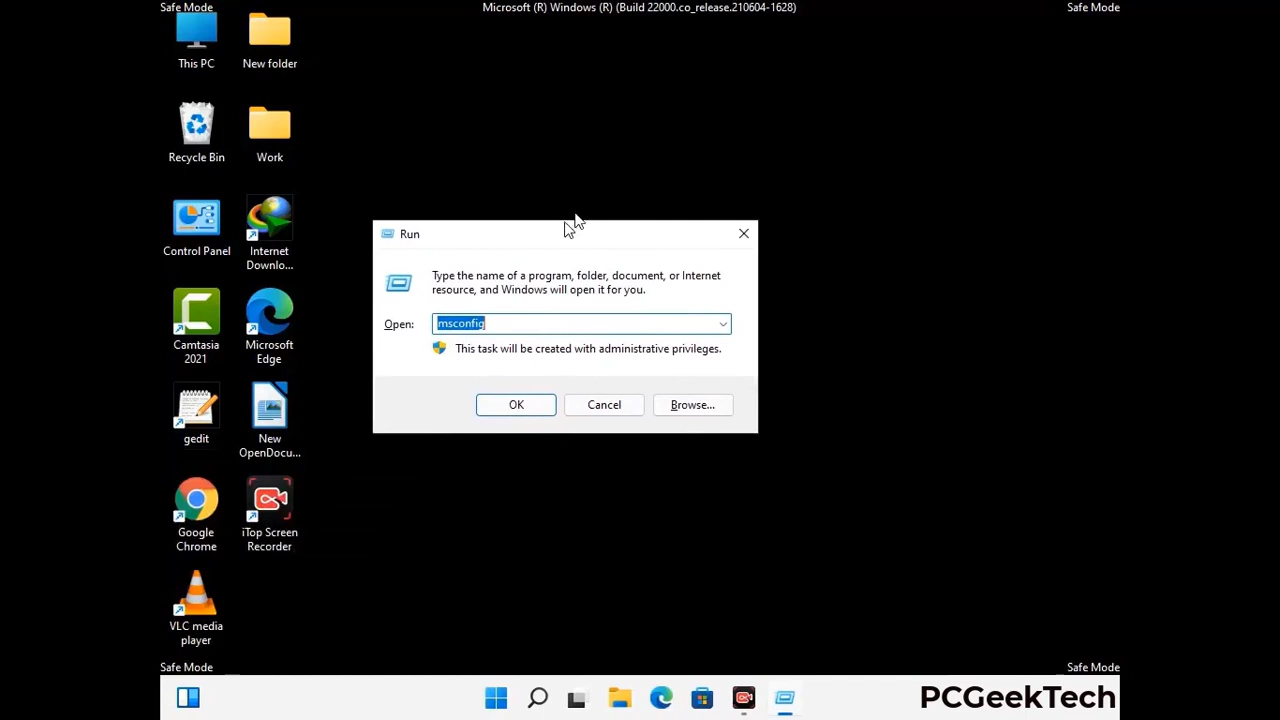 Safe Mode
Microsoft (R) Windows (R) (Build 22000.co_release.210604-1628)
Safe Mode
This PC
New folder
Recycle Bin
Work
Control Panel
Internet
Downlo...
Camtasia
2021
Microsoft
Edge
gedit
New
OpenDocu...
Google
Chrome
iTop Screen
Recorder
VLC media
player
Run
Type the name of a program, folder, document, or Internet
resource, and Windows will open it for you.
Open:
msconfig
This task will be created with administrative privileges.
OK
Cancel
Browse...
Safe Mode
Safe Mode
PCGeekTech